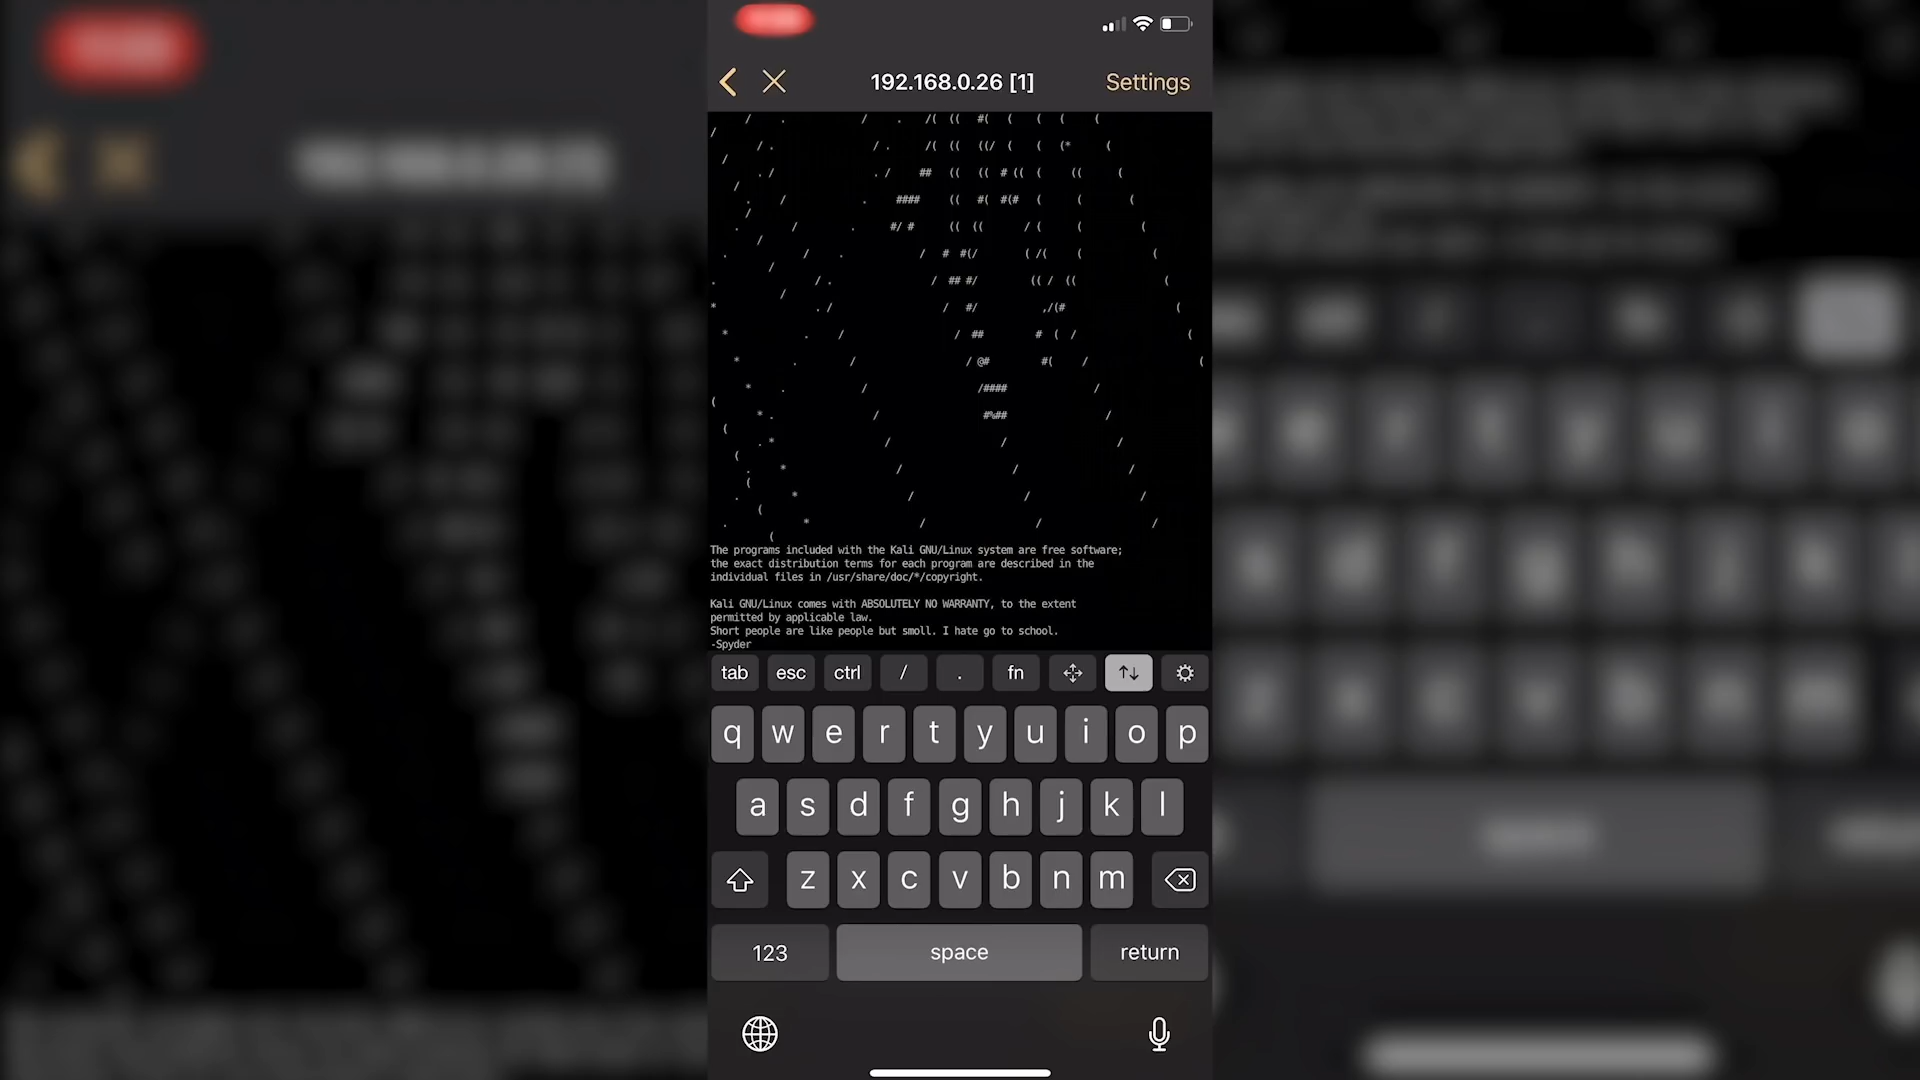 192.168.0.26 [1]
Settings
The programs included with the Kali GNU/Linux system are free software;
the exact distribution terms for each program are described in the
individual files in /usr/share/doc/*/copyright.
Kali GNU/Linux comes with ABSOLUTELY NO WARRANTY, to the extent
permitted by applicable law.
Short people are like people but smoll. I hate go to school.
-Spyder
tab esc ctrl / . fn
q w e r t y u i o p
a s d f g h j k l
z x c v b n m
123 space return